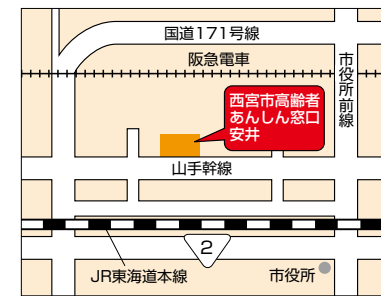 国道171号線
阪急電車
市役所前線
西宮市高齢者
あんしん窓口
安井
山手幹線
2
JR東海道本線
市役所